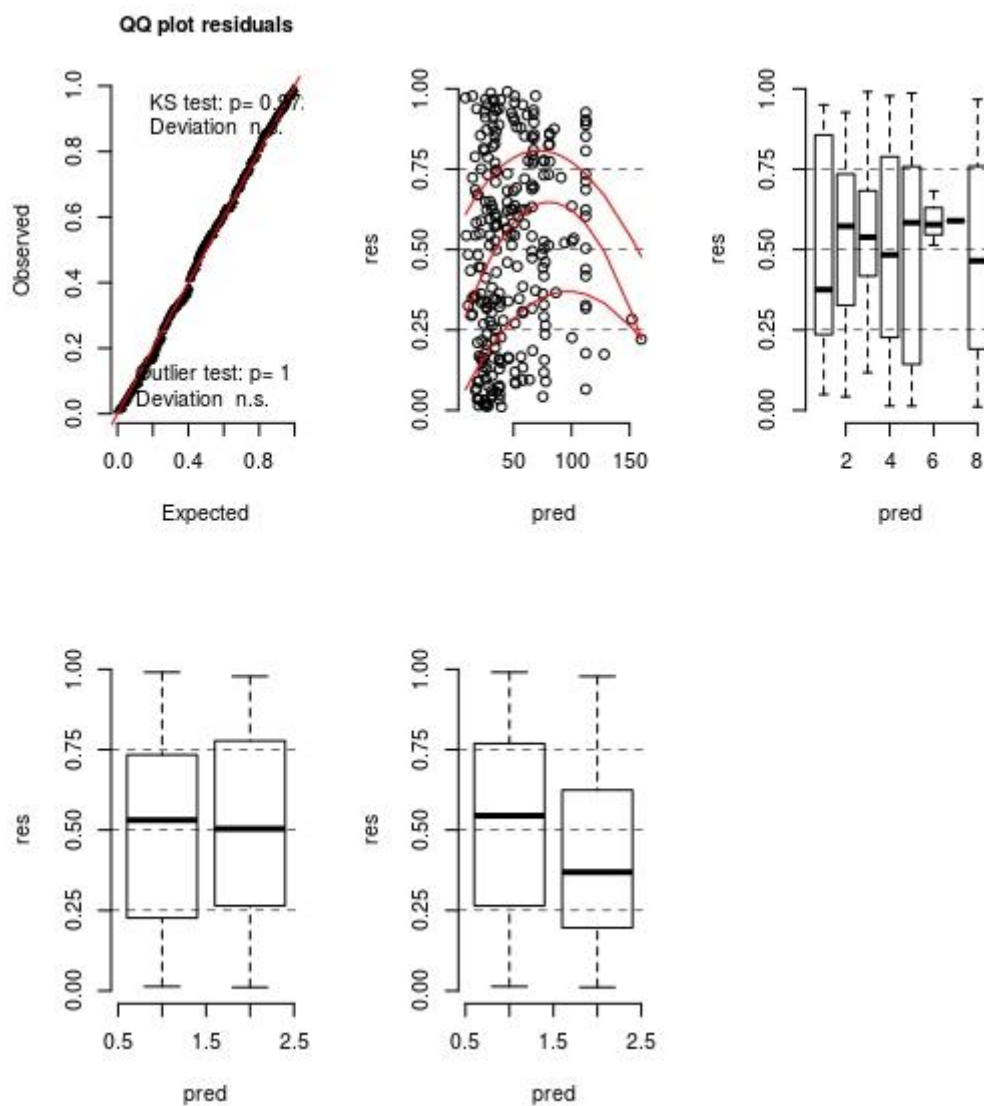 QQ plot residuals
KS test: p= 0.97
Deviation n.s.
Outlier test: p= 1
Deviation n.s.
Observed
0.0 0.2 0.4 0.6 0.8 1.0
0.0 0.4 0.8
Expected
res
0.00 0.25 0.50 0.75 1.00
50 100 150
pred
res
0.00 0.25 0.50 0.75 1.00
2 4 6 8
pred
res
0.00 0.25 0.50 0.75 1.00
0.5 1.5 2.5
pred
res
0.00 0.25 0.50 0.75 1.00
0.5 1.5 2.5
pred